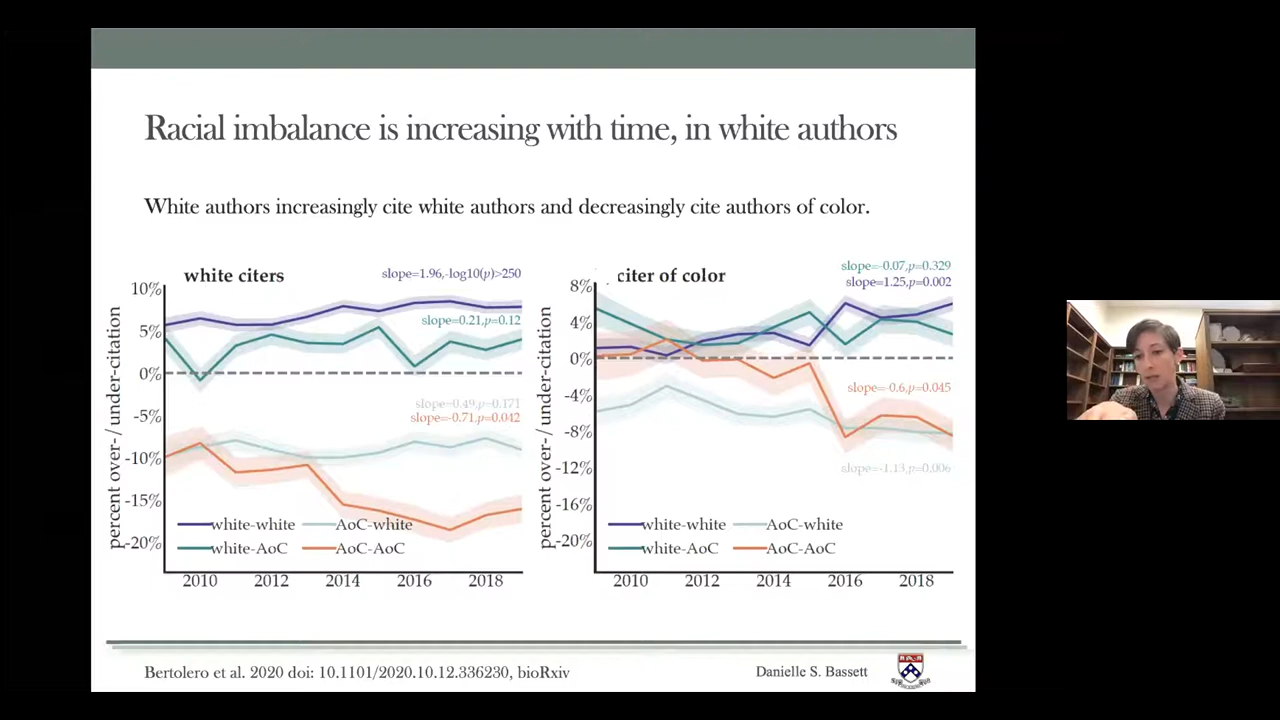 Racial imbalance is increasing with time, in white authors
White authors increasingly cite white authors and decreasingly cite authors of color.
white citers
slope=1.96,-log10(p)>250
slope=0.21,p=0.12
slope=0.49,p=0.171
slope=-0.71,p=0.042
percent over-/ under-citation
10%
5%
0%
-5%
-10%
-15%
-20%
white-white
AoC-white
white-AoC
AoC-AoC
2010 2012 2014 2016 2018
citer of color
slope=-0.07,p=0.329
slope=1.25,p=0.002
slope=-0.6,p=0.045
slope=-1.13,p=0.006
percent over-/ under-citation
8%
4%
0%
-4%
-8%
-12%
-16%
-20%
white-white
AoC-white
white-AoC
AoC-AoC
2010 2012 2014 2016 2018
Bertolero et al. 2020 doi: 10.1101/2020.10.12.336230, bioRxiv
Danielle S. Bassett